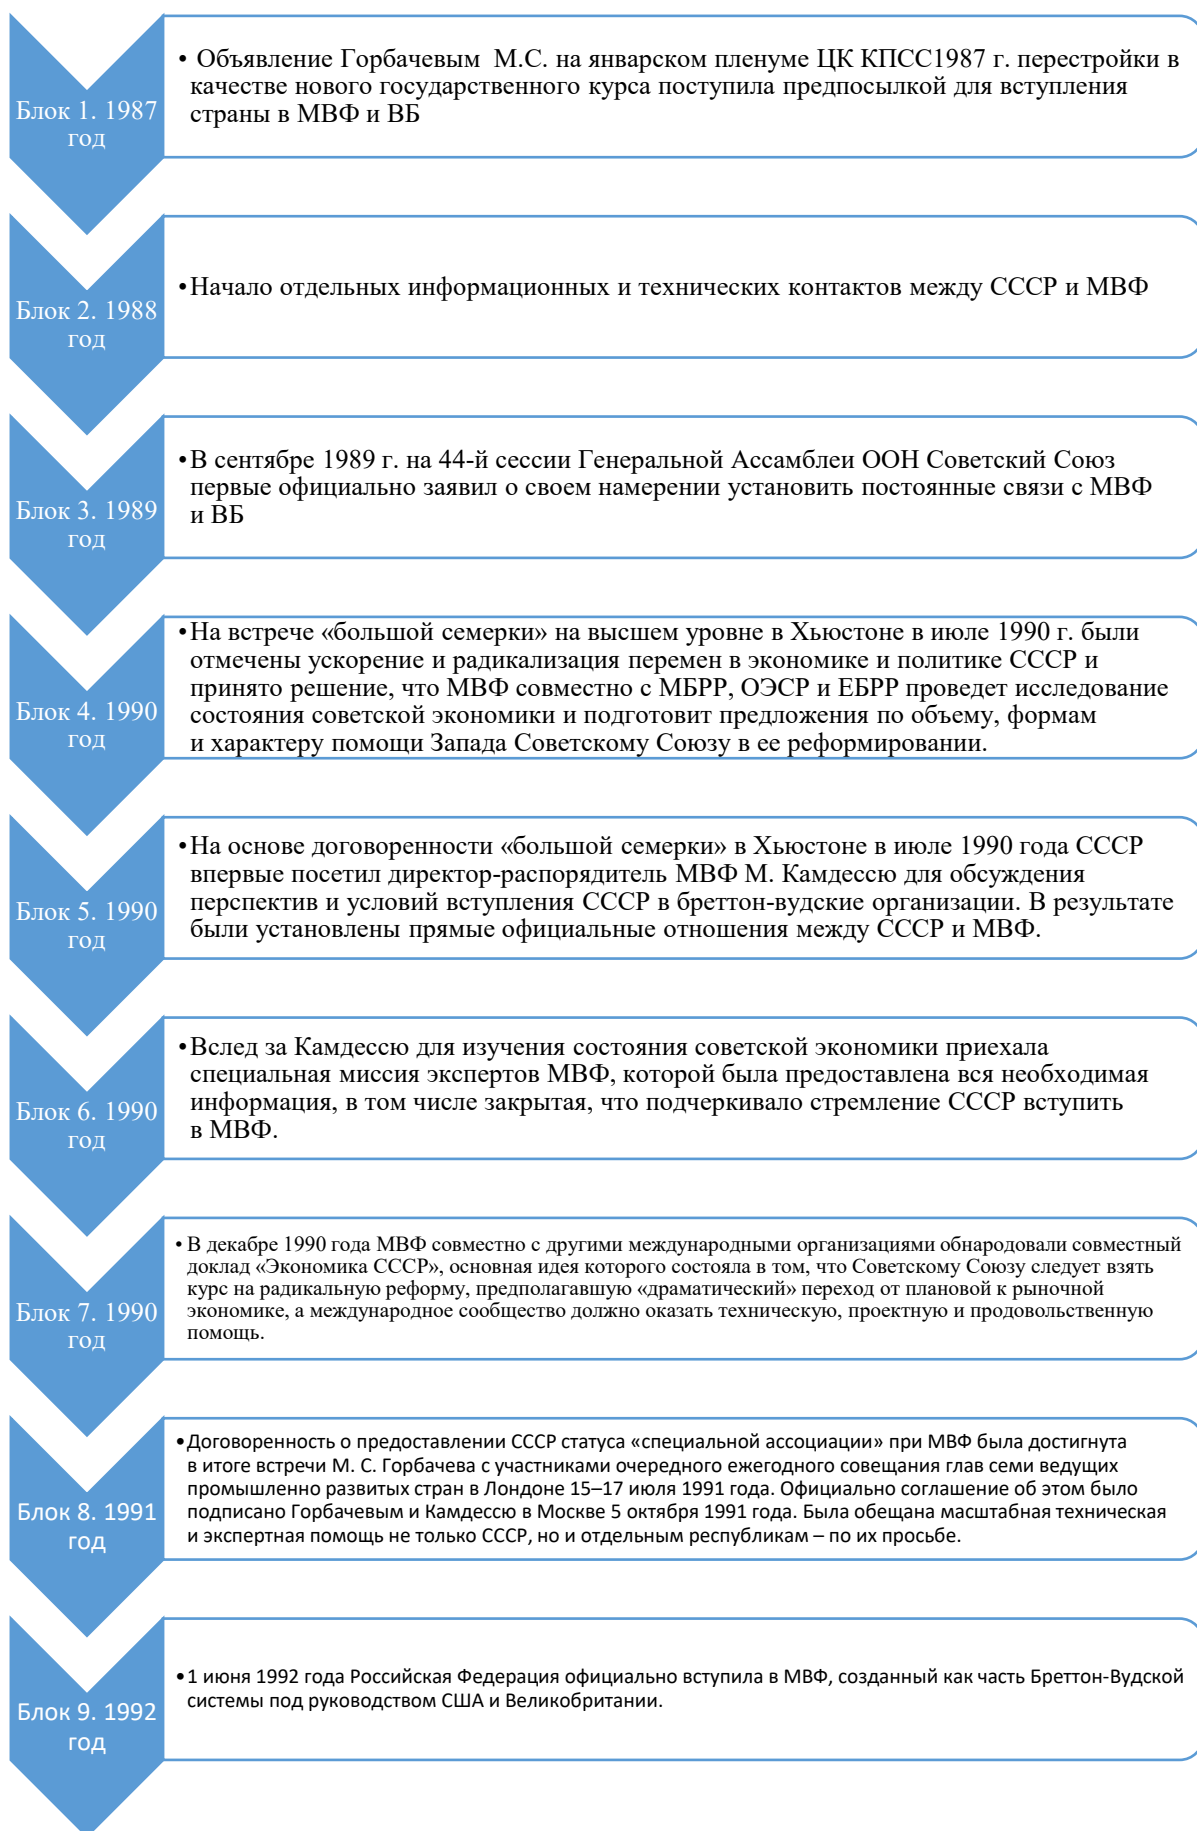 Блок 1. 1987
год
• Объявление Горбачевым М.С. на январском пленуме ЦК КПСС1987 г. перестройки в
качестве нового государственного курса поступила предпосылкой для вступления
страны в МВФ и ВБ
Блок 2. 1988
год
•Начало отдельных информационных и технических контактов между СССР и МВФ
Блок 3. 1989
год
•В сентябре 1989 г. на 44-й сессии Генеральной Ассамблеи ООН Советский Союз
первые официально заявил о своем намерении установить постоянные связи с МВФ
и ВБ
Блок 4. 1990
год
•На встрече «большой семерки» на высшем уровне в Хьюстоне в июле 1990 г. были
отмечены ускорение и радикализация перемен в экономике и политике СССР и
принято решение, что МВФ совместно с МБРР, ОЭСР и ЕБРР проведет исследование
состояния советской экономики и подготовит предложения по объему, формам
и характеру помощи Запада Советскому Союзу в ее реформировании.
Блок 5. 1990
год
•На основе договоренности «большой семерки» в Хьюстоне в июле 1990 года СССР
впервые посетил директор-распорядитель МВФ М. Камдессю для обсуждения
перспектив и условий вступления СССР в бреттон-вудские организации. В результате
были установлены прямые официальные отношения между СССР и МВФ.
Блок 6. 1990
год
•Вслед за Камдессю для изучения состояния советской экономики приехала
специальная миссия экспертов МВФ, которой была предоставлена вся необходимая
информация, в том числе закрытая, что подчеркивало стремление СССР вступить
в МВФ.
Блок 7. 1990
год
• В декабре 1990 года МВФ совместно с другими международными организациями обнародовали совместный
доклад «Экономика СССР», основная идея которого состояла в том, что Советскому Союзу следует взять
курс на радикальную реформу, предполагавшую «драматический» переход от плановой к рыночной
экономике, а международное сообщество должно оказать техническую, проектную и продовольственную
помощь.
Блок 8. 1991
год
•Договоренность о предоставлении СССР статуса «специальной ассоциации» при МВФ была достигнута
в итоге встречи М. С. Горбачева с участниками очередного ежегодного совещания глав семи ведущих
промышленно развитых стран в Лондоне 15–17 июля 1991 года. Официально соглашение об этом было
подписано Горбачевым и Камдессю в Москве 5 октября 1991 года. Была обещана масштабная техническая
и экспертная помощь не только СССР, но и отдельным республикам – по их просьбе.
Блок 9. 1992
год
•1 июня 1992 года Российская Федерация официально вступила в МВФ, созданный как часть Бреттон-Вудской
системы под руководством США и Великобритании.